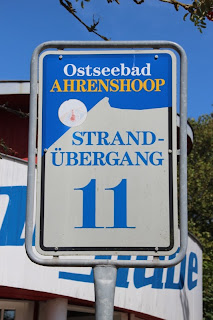 Ostseebad
AHRENSHOOP
STRAND-
ÜBERGANG
11